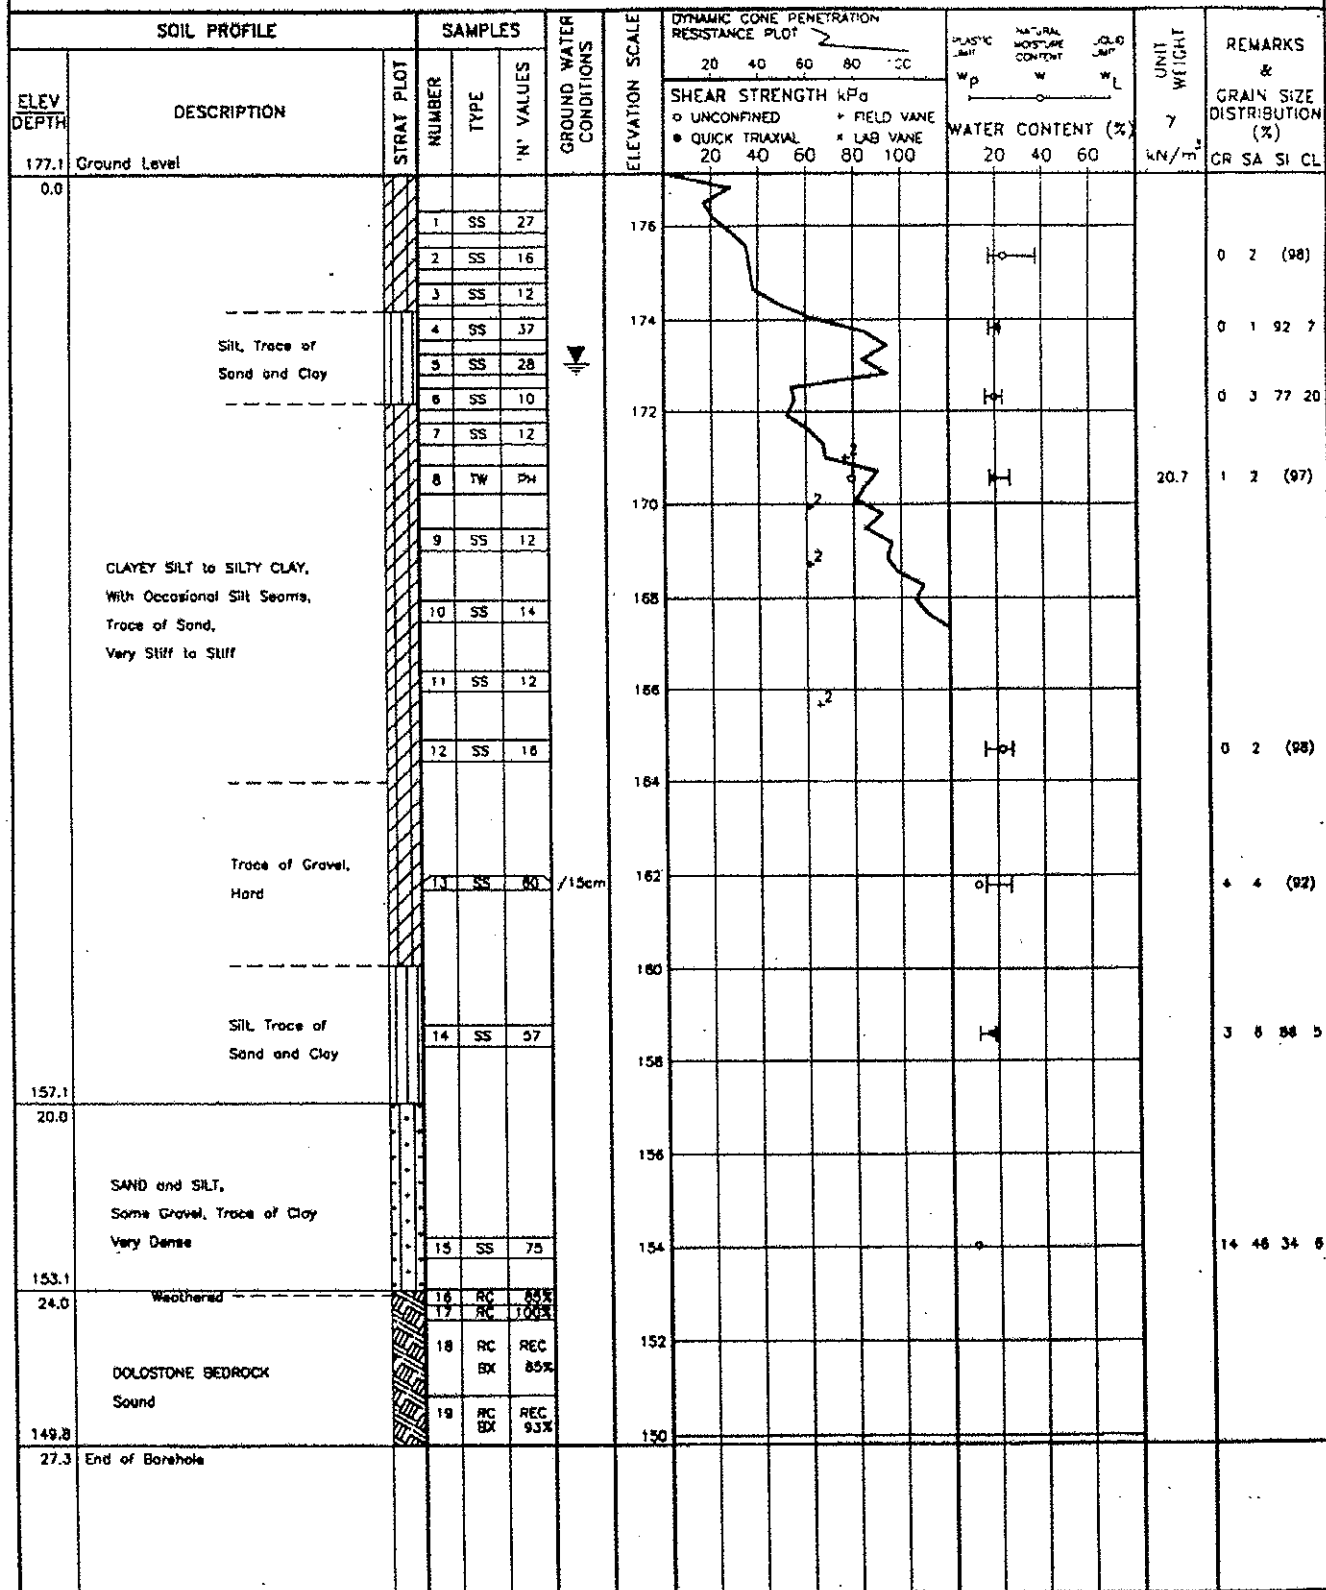 SOIL PROFILE
SAMPLES
GROUND WATER CONDITIONS
ELEVATION SCALE
DYNAMIC CONE PENETRATION
RESISTANCE PLOT
20 40 60 80 100
SHEAR STRENGTH kPa
o UNCONFINED + FIELD VANE
● QUICK TRIAXIAL × LAB VANE
20 40 60 80 100
PLASTIC LIMIT
NATURAL MOISTURE CONTENT
LIQUID LIMIT
wP w wL
WATER CONTENT (%)
20 40 60
UNIT WEIGHT
γ
kN/m
REMARKS
&
GRAIN SIZE
DISTRIBUTION
(%)
GR SA SI CL
ELEV
DEPTH
DESCRIPTION
STRAT PLOT
NUMBER
TYPE
'N' VALUES
177.1 Ground Level
0.0
1 SS 27
176
2 SS 16
0 2 (98)
3 SS 12
174
4 SS 37
0 1 92 7
Silt, Trace of
Sand and Clay
5 SS 28
6 SS 10
0 3 77 20
172
7 SS 12
2
8 TW PH
20.7
1 2 (97)
170
2
9 SS 12
2
CLAYEY SILT to SILTY CLAY,
With Occasional Silt Seams,
Trace of Sand,
Very Stiff to Stiff
168
10 SS 14
11 SS 12
166
2
12 SS 18
0 2 (98)
164
Trace of Gravel,
Hard
13 SS 60 /15cm
162
4 4 (92)
160
Silt, Trace of
Sand and Clay
14 SS 57
3 5
158
157.1
20.0
156
SAND and SILT,
Some Gravel, Trace of Clay
Very Dense
15 SS 75
154
14 46 34 6
153.1
24.0
Weathered
16 RC 85%
17 RC 100%
152
18 RC REC
BX 85%
DOLOSTONE BEDROCK
Sound
19 RC REC
BX 93%
150
149.8
27.3 End of Borehole